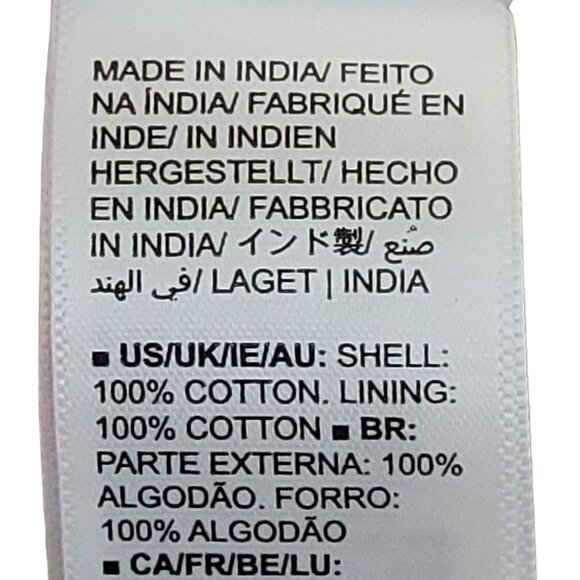 MADE IN INDIA/ FEITO
NA ÍNDIA/ FABRIQUÉ EN
INDE/ IN INDIEN
HERGESTELLT/ HECHO
EN INDIA/ FABBRICATO
IN INDIA/ インド製/ صُنع
في الهند/ LAGET | INDIA
■ US/UK/IE/AU: SHELL:
100% COTTON. LINING:
100% COTTON ■ BR:
PARTE EXTERNA: 100%
ALGODÃO. FORRO:
100% ALGODÃO
■ CA/FR/BE/LU: